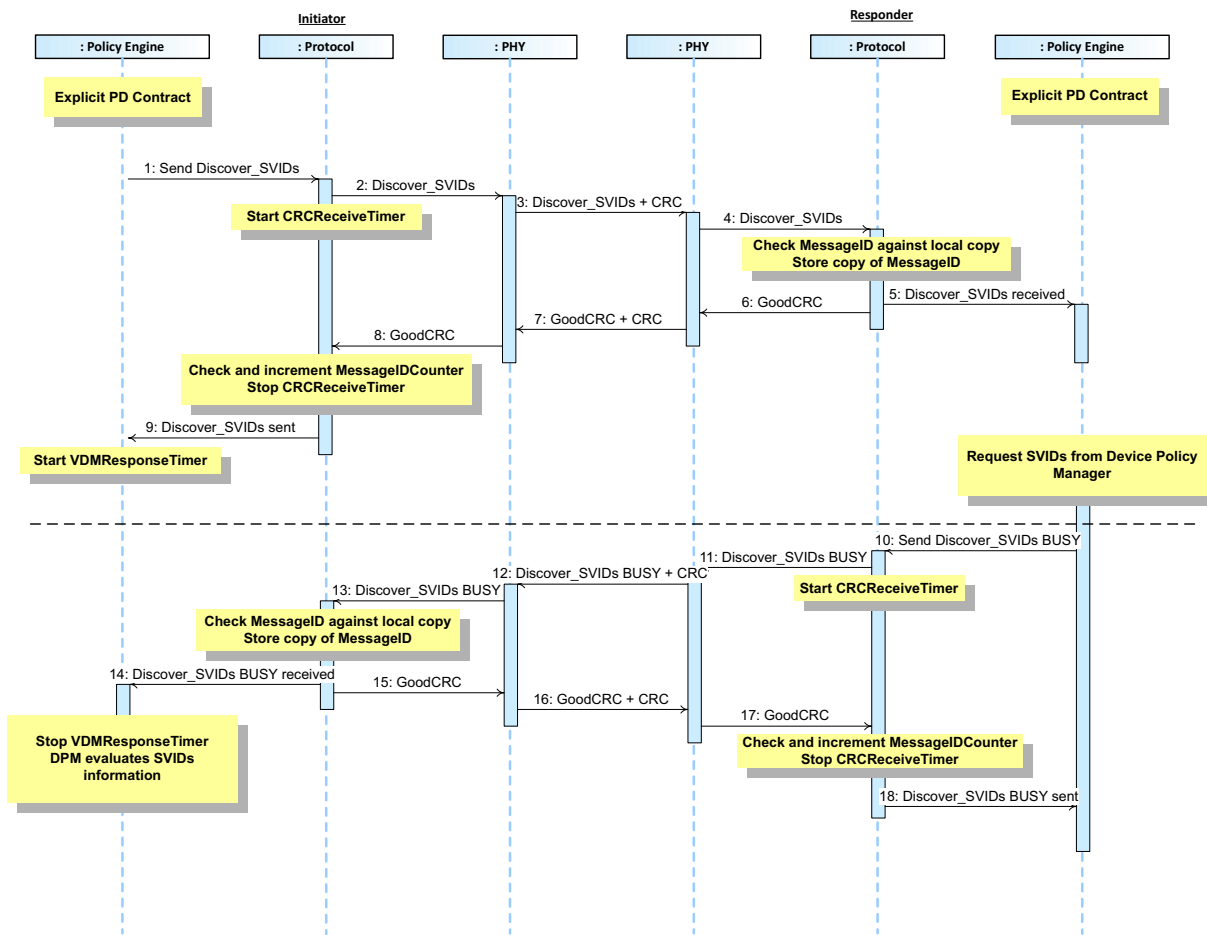 Initiator
Responder
: Policy Engine
: Protocol
: PHY
: PHY
: Protocol
: Policy Engine
Explicit PD Contract
Explicit PD Contract
1: Send Discover_SVIDs
2: Discover_SVIDs
Start CRCReceiveTimer
3: Discover_SVIDs + CRC
4: Discover_SVIDs
Check MessageID against local copy
Store copy of MessageID
5: Discover_SVIDs received
6: GoodCRC
7: GoodCRC + CRC
8: GoodCRC
Check and increment MessageIDCounter
Stop CRCReceiveTimer
9: Discover_SVIDs sent
Start VDMResponseTimer
Request SVIDs from Device Policy
Manager
10: Send Discover_SVIDs BUSY
11: Discover_SVIDs BUSY
Start CRCReceiveTimer
12: Discover_SVIDs BUSY + CRC
13: Discover_SVIDs BUSY
Check MessageID against local copy
Store copy of MessageID
14: Discover_SVIDs BUSY received
15: GoodCRC
16: GoodCRC + CRC
17: GoodCRC
Stop VDMResponseTimer
DPM evaluates SVIDs
information
Check and increment MessageIDCounter
Stop CRCReceiveTimer
18: Discover_SVIDs BUSY sent